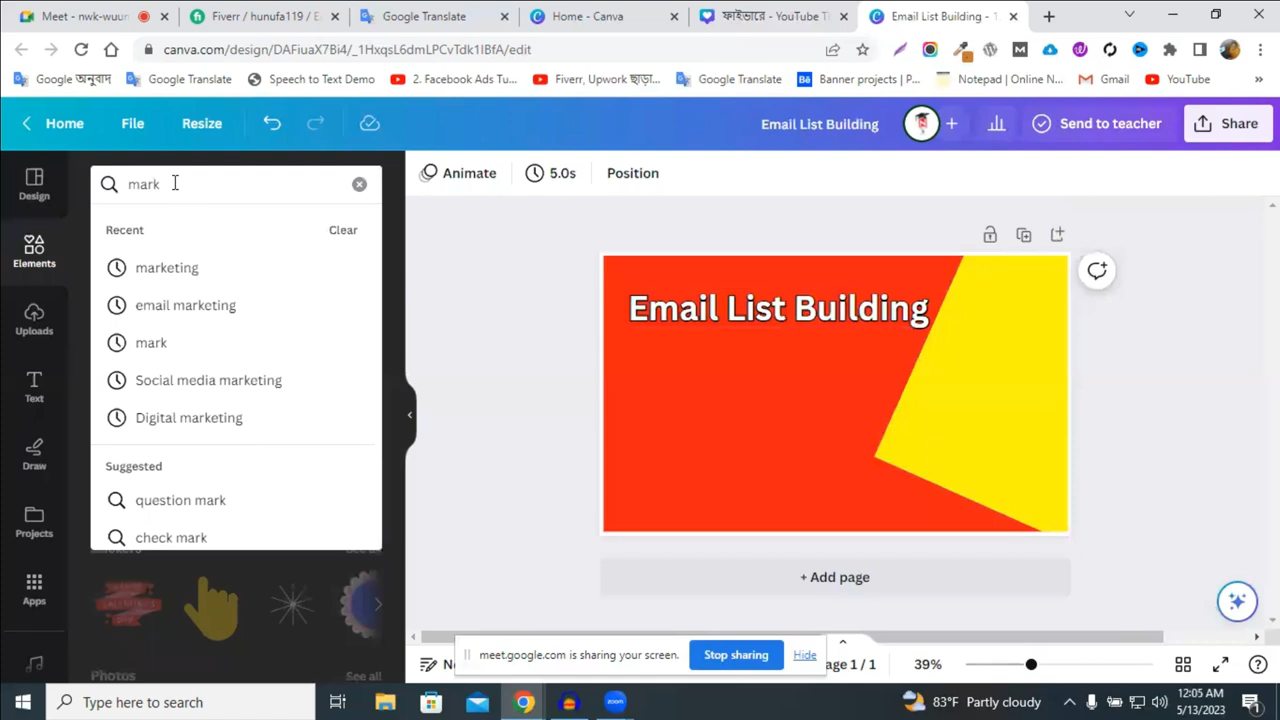 Meet - nwk-wuun
Fiverr / hunufa119 / E
Google Translate
Home - Canva
ফাইভারে - YouTube T
Email List Building - 1
canva.com/design/DAFiuaX7Bi4/_1HxqsL6dmLPCvTdk1IBfA/edit
Google অনুবাদ
Google Translate
Speech to Text Demo
2. Facebook Ads Tu...
Fiverr, Upwork ছাড়া...
Google Translate
Banner projects | P...
Notepad | Online N...
Gmail
YouTube
Home
File
Resize
Email List Building
Send to teacher
Share
Design
Elements
Uploads
Text
Draw
Projects
Apps
mark
Recent
Clear
marketing
email marketing
mark
Social media marketing
Digital marketing
Suggested
question mark
check mark
See all
Photos
See all
Animate
5.0s
Position
Email List Building
+ Add page
meet.google.com is sharing your screen.
Stop sharing
Hide
Page 1 / 1
39%
Type here to search
zoom
83°F Partly cloudy
12:05 AM
5/13/2023